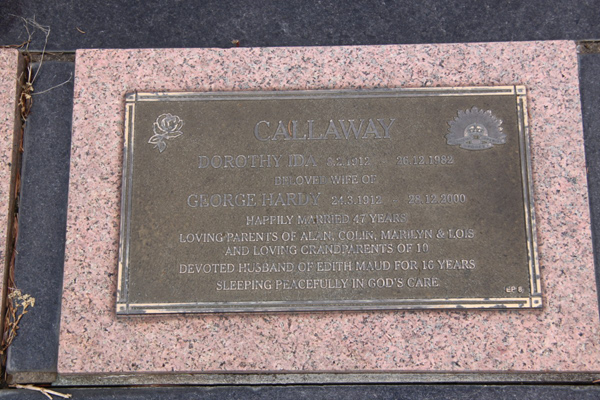 CALLAWAY
DOROTHY IDA 2.2.1912 - 26.12.1982
BELOVED WIFE OF
GEORGE HARDY 24.3.1912 - 28.12.2000
HAPPILY MARRIED 47 YEARS
LOVING PARENTS OF ALAN, COLIN, MARILYN & LOIS
AND LOVING GRANDPARENTS OF 10
DEVOTED HUSBAND OF EDITH MAUD FOR 16 YEARS
SLEEPING PEACEFULLY IN GOD'S CARE